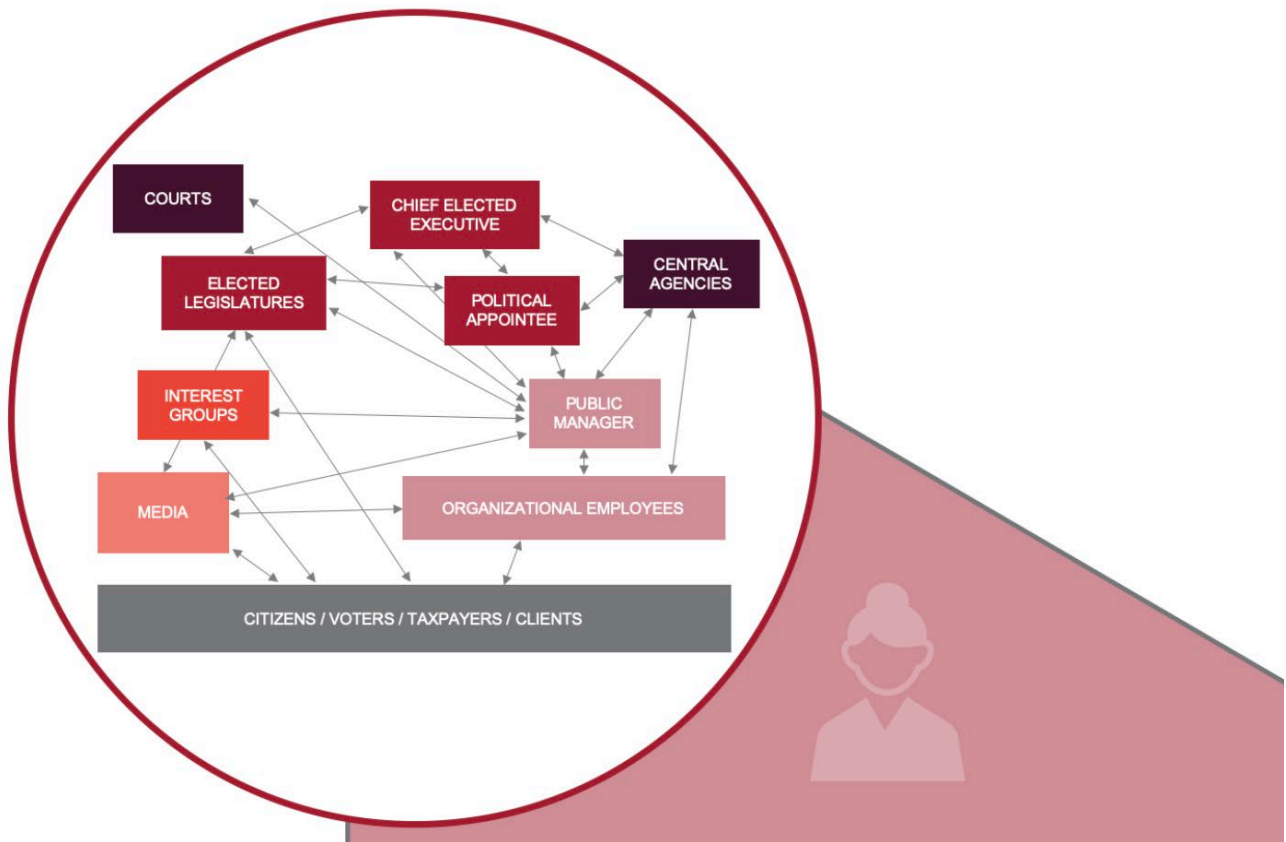 COURTS
CHIEF ELECTED
EXECUTIVE
CENTRAL
AGENCIES
ELECTED
LEGISLATURES
POLITICAL
APPOINTEE
INTEREST
GROUPS
PUBLIC
MANAGER
MEDIA
ORGANIZATIONAL EMPLOYEES
CITIZENS / VOTERS / TAXPAYERS / CLIENTS